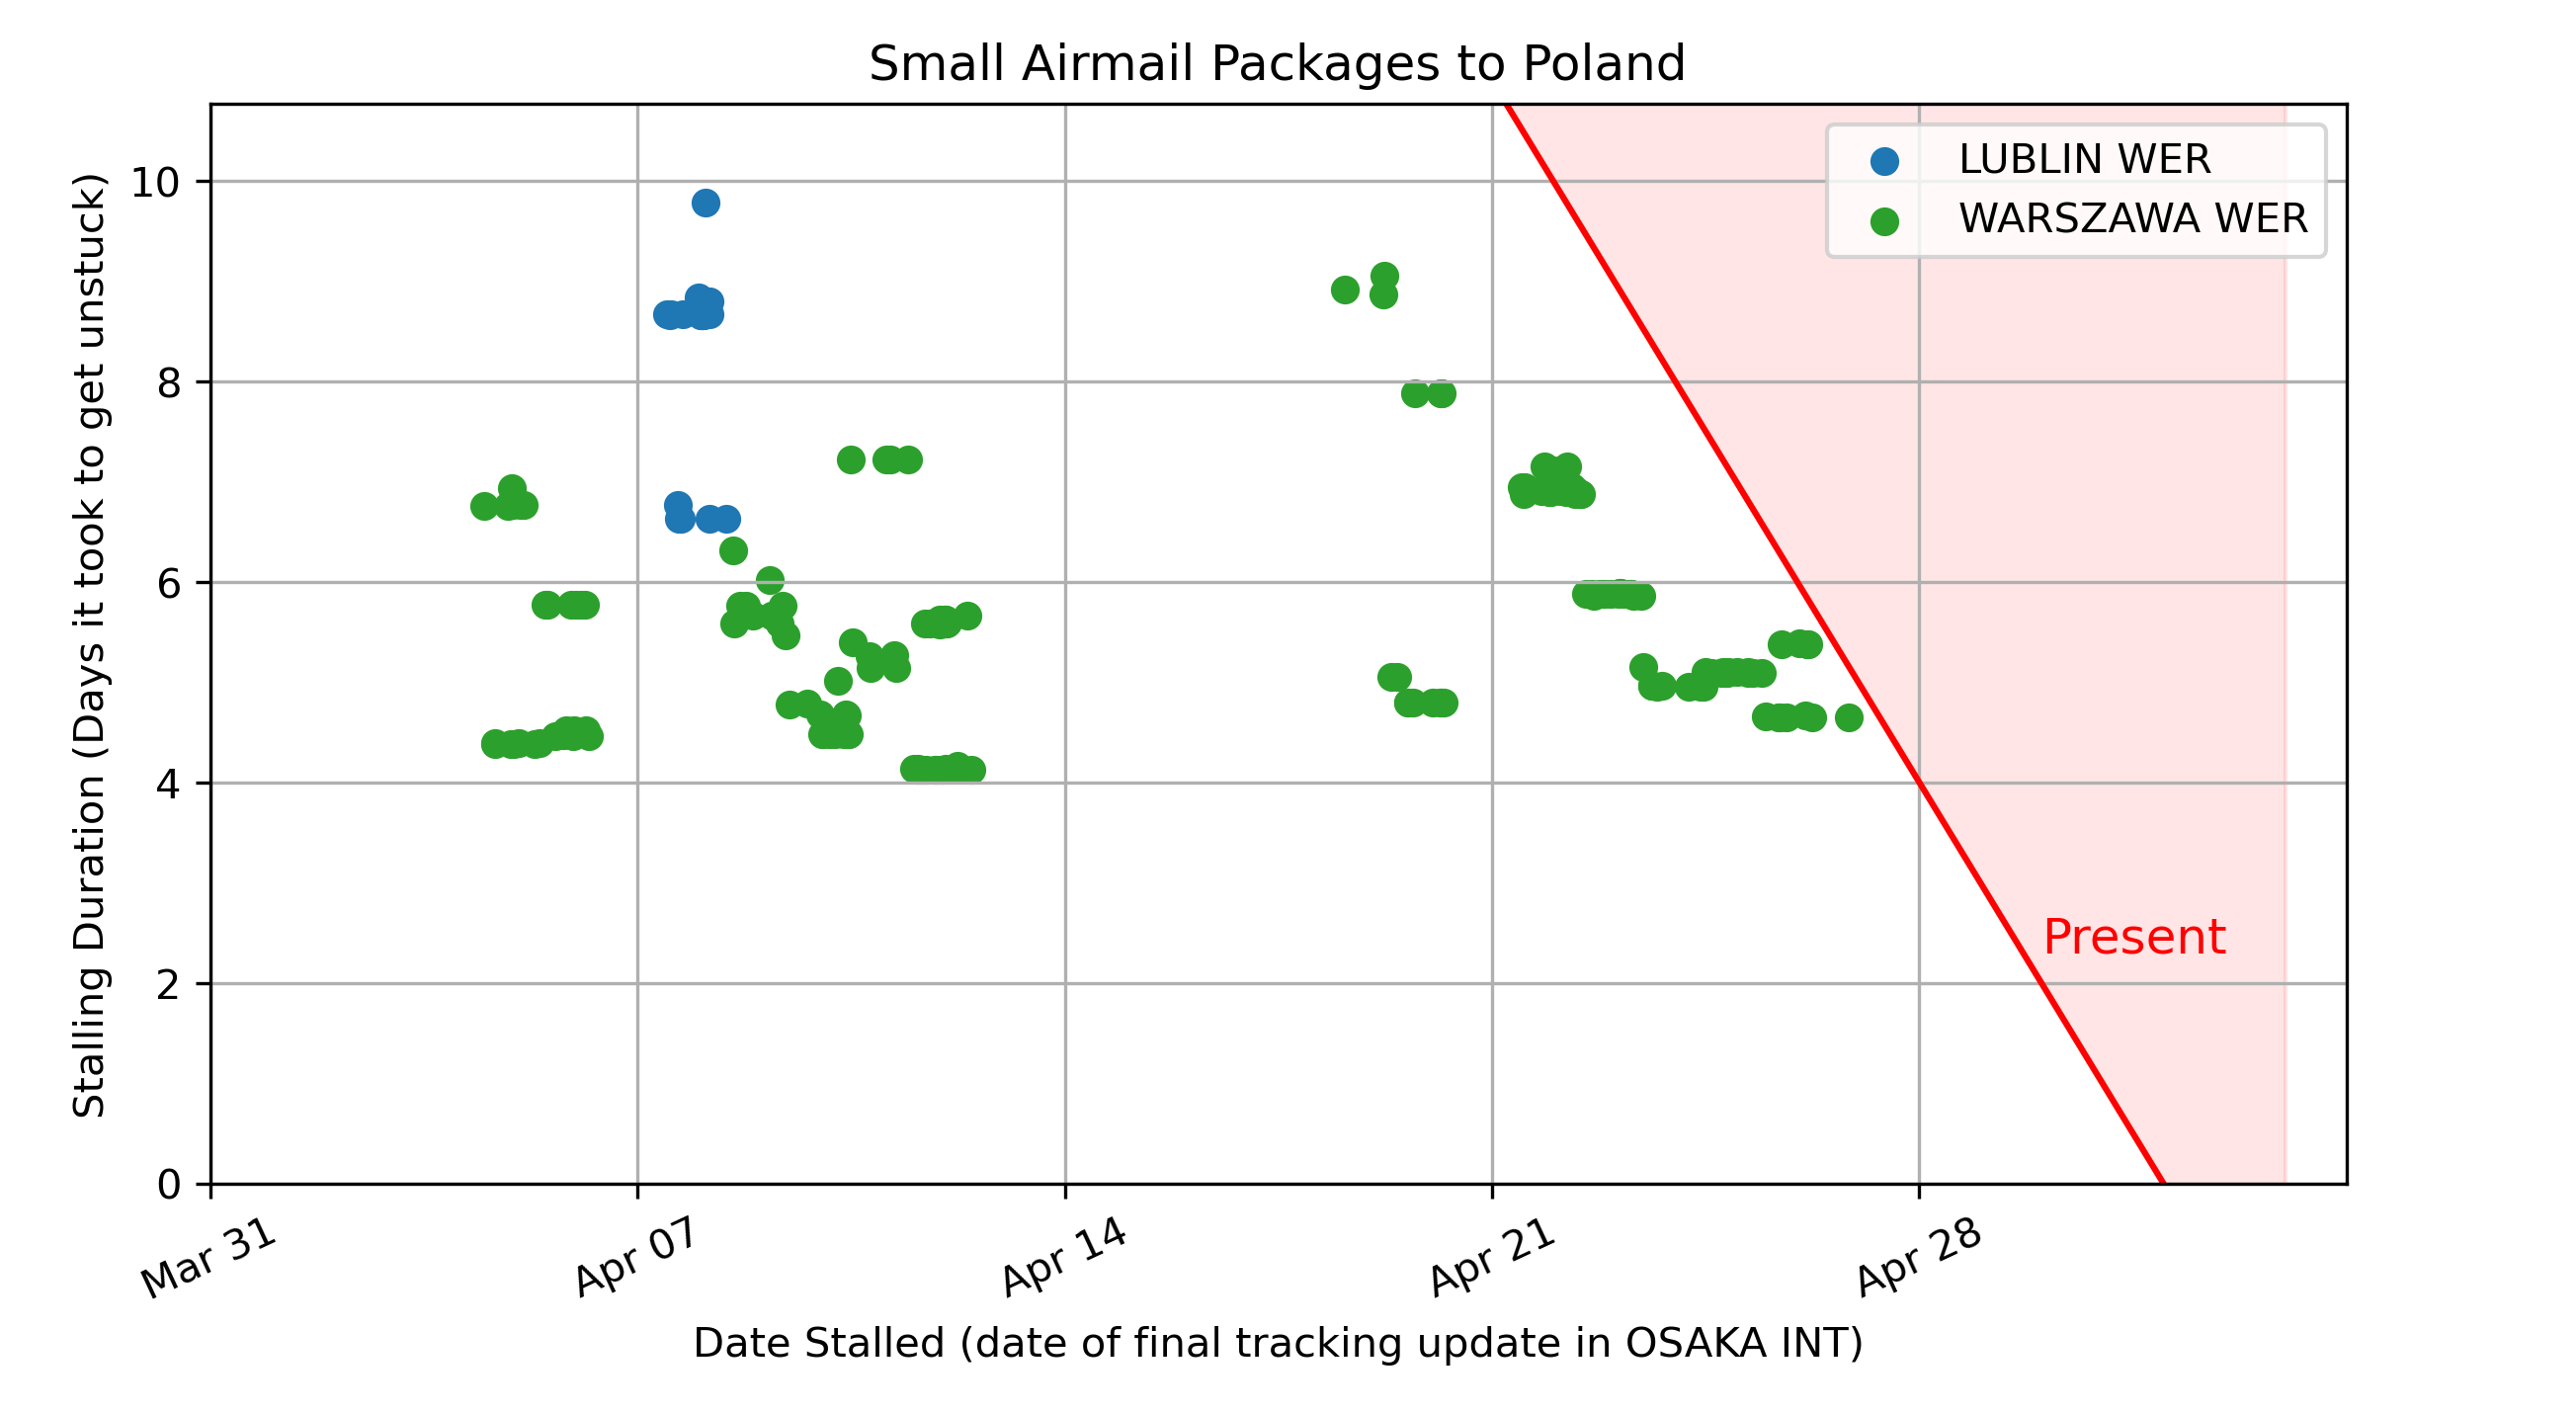 Small Airmail Packages to Poland
Stalling Duration (Days it took to get unstuck)
10
8
6
4
2
0
LUBLIN WER
WARSZAWA WER
Present
Mar 31
Apr 07
Apr 14
Apr 21
Apr 28
Date Stalled (date of final tracking update in OSAKA INT)